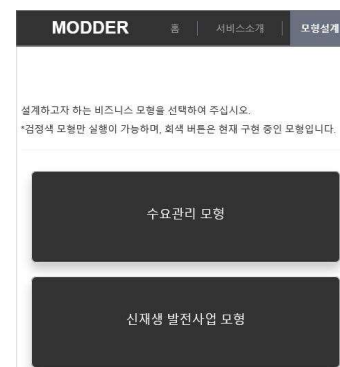 MODDER 홈 | 서비스소개 | 모형설계
설계하고자 하는 비즈니스 모형을 선택하여 주십시오.
*검정색 모형만 실행이 가능하며, 회색 버튼은 현재 구현 중인 모형입니다.
수요관리 모형
신재생 발전사업 모형